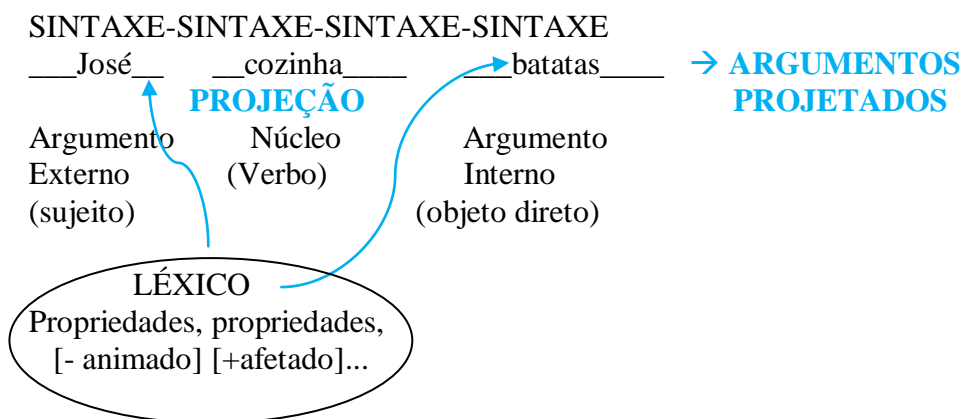 SINTAXE-SINTAXE-SINTAXE-SINTAXE
___José__ __cozinha____ ___batatas____ → ARGUMENTOS
PROJEÇÃO PROJETADOS
Argumento Núcleo Argumento
Externo (Verbo) Interno
(sujeito) (objeto direto)
LÉXICO
Propriedades, propriedades,
[- animado] [+afetado]...